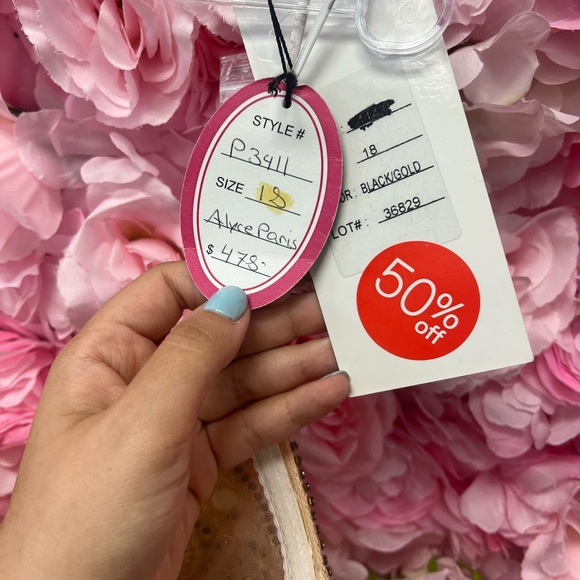 STYLE #
P3411
SIZE 18
Alyce Paris
$ 478-
18
OR: BLACK/GOLD
LOT#: 36829
50%
off